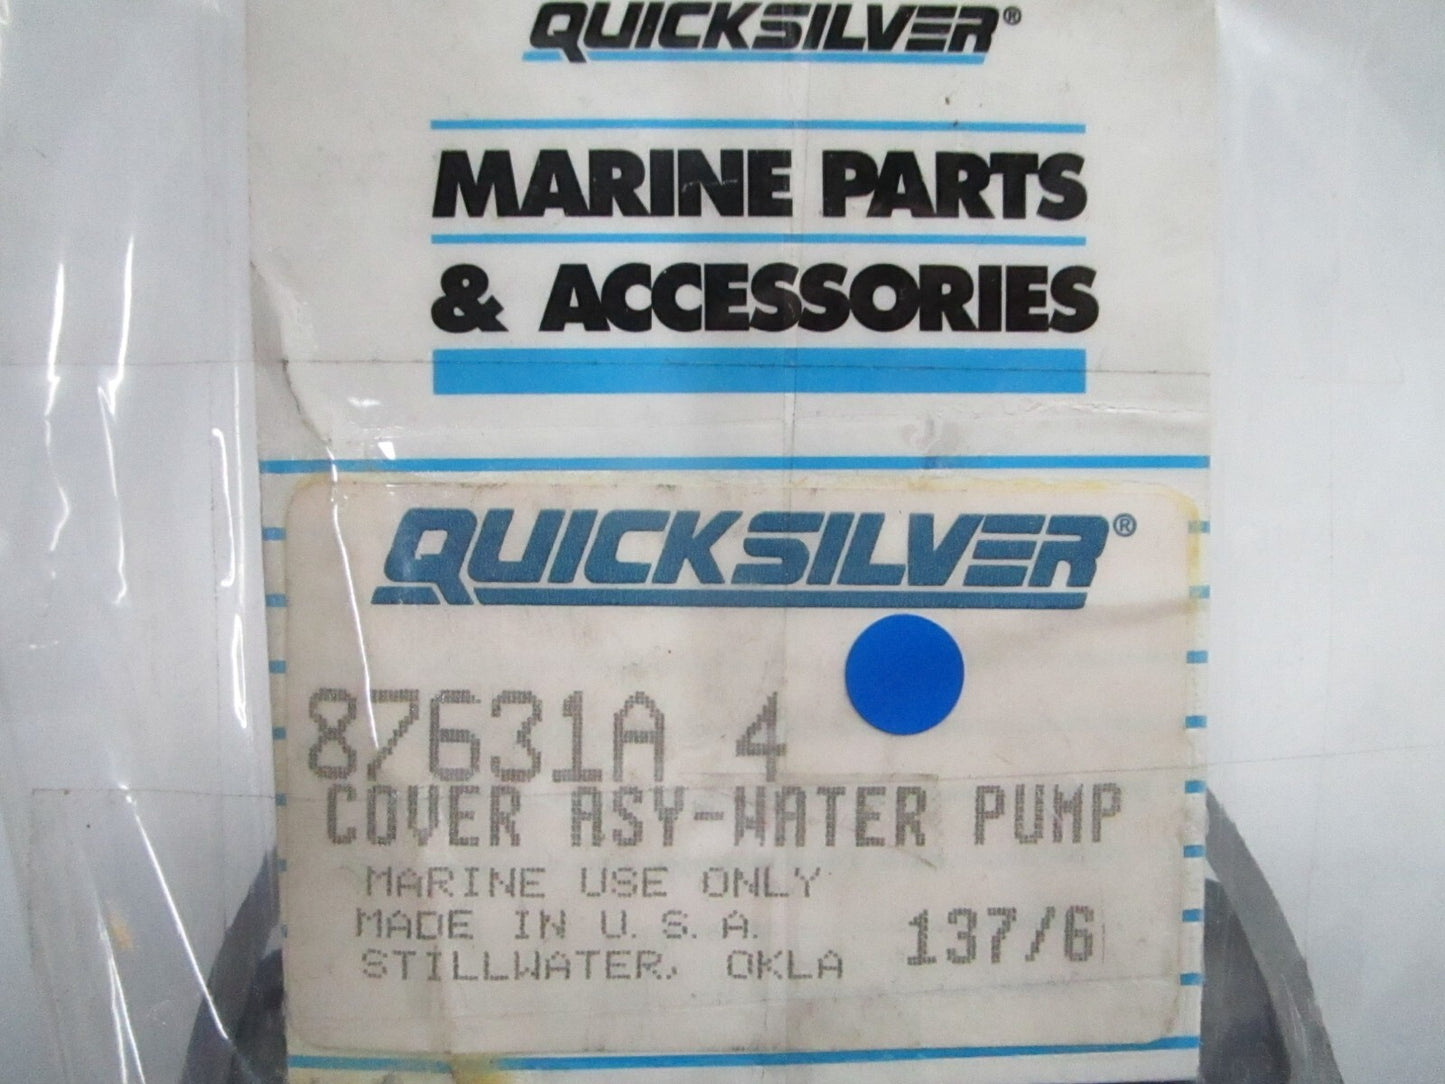 QUICKSILVER®
MARINE PARTS
& ACCESSORIES
QUICKSILVER®
87631A 4
COVER ASY-WATER PUMP
MARINE USE ONLY
MADE IN U.S.A.
137/6
STILLWATER, OKLA